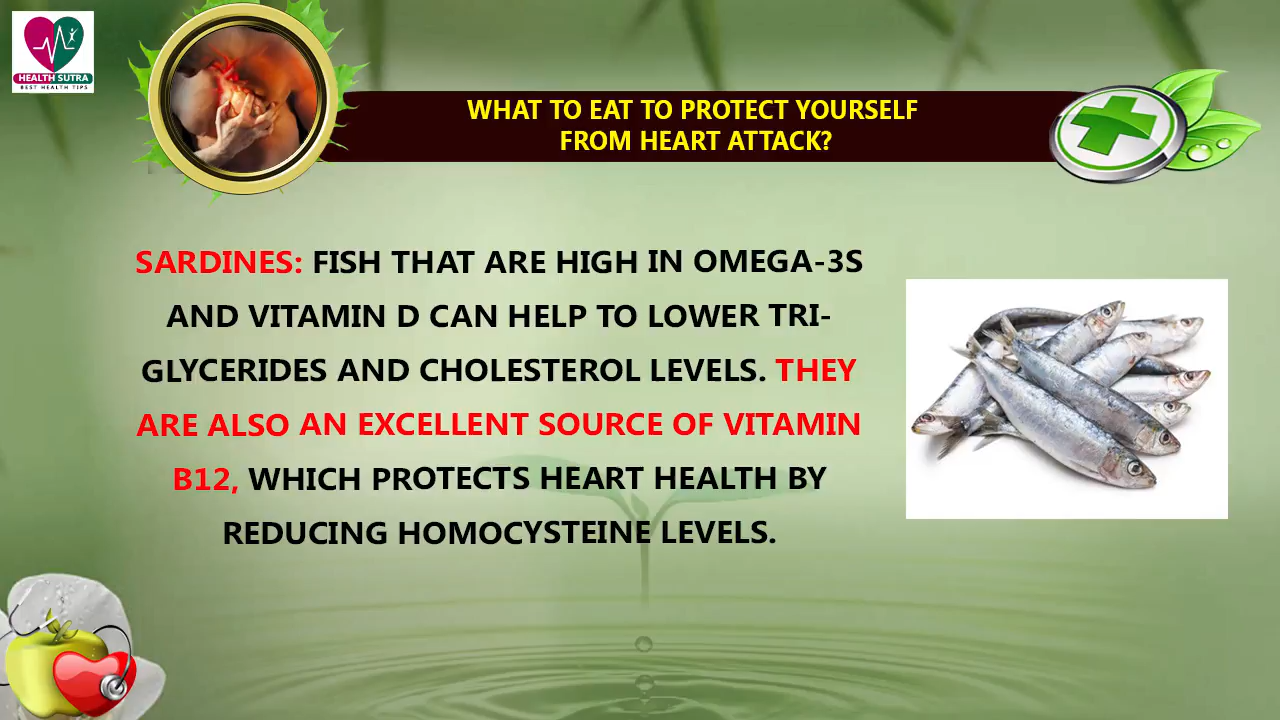 HEALTH SUTRA
BEST HEALTH TIPS
WHAT TO EAT TO PROTECT YOURSELF
FROM HEART ATTACK?
SARDINES: FISH THAT ARE HIGH IN OMEGA-3S
AND VITAMIN D CAN HELP TO LOWER TRI-
GLYCERIDES AND CHOLESTEROL LEVELS. THEY
ARE ALSO AN EXCELLENT SOURCE OF VITAMIN
B12, WHICH PROTECTS HEART HEALTH BY
REDUCING HOMOCYSTEINE LEVELS.